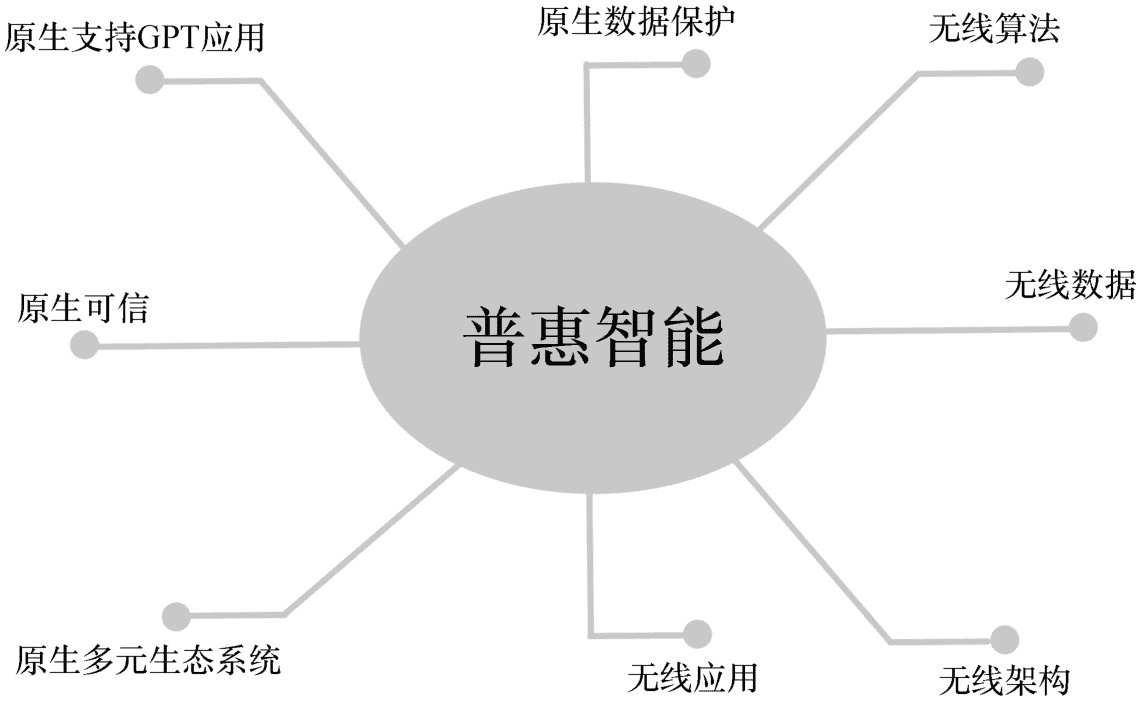 原生支持GPT应用
原生数据保护
无线算法
原生可信
普惠智能
无线数据
原生多元生态系统
无线应用
无线架构